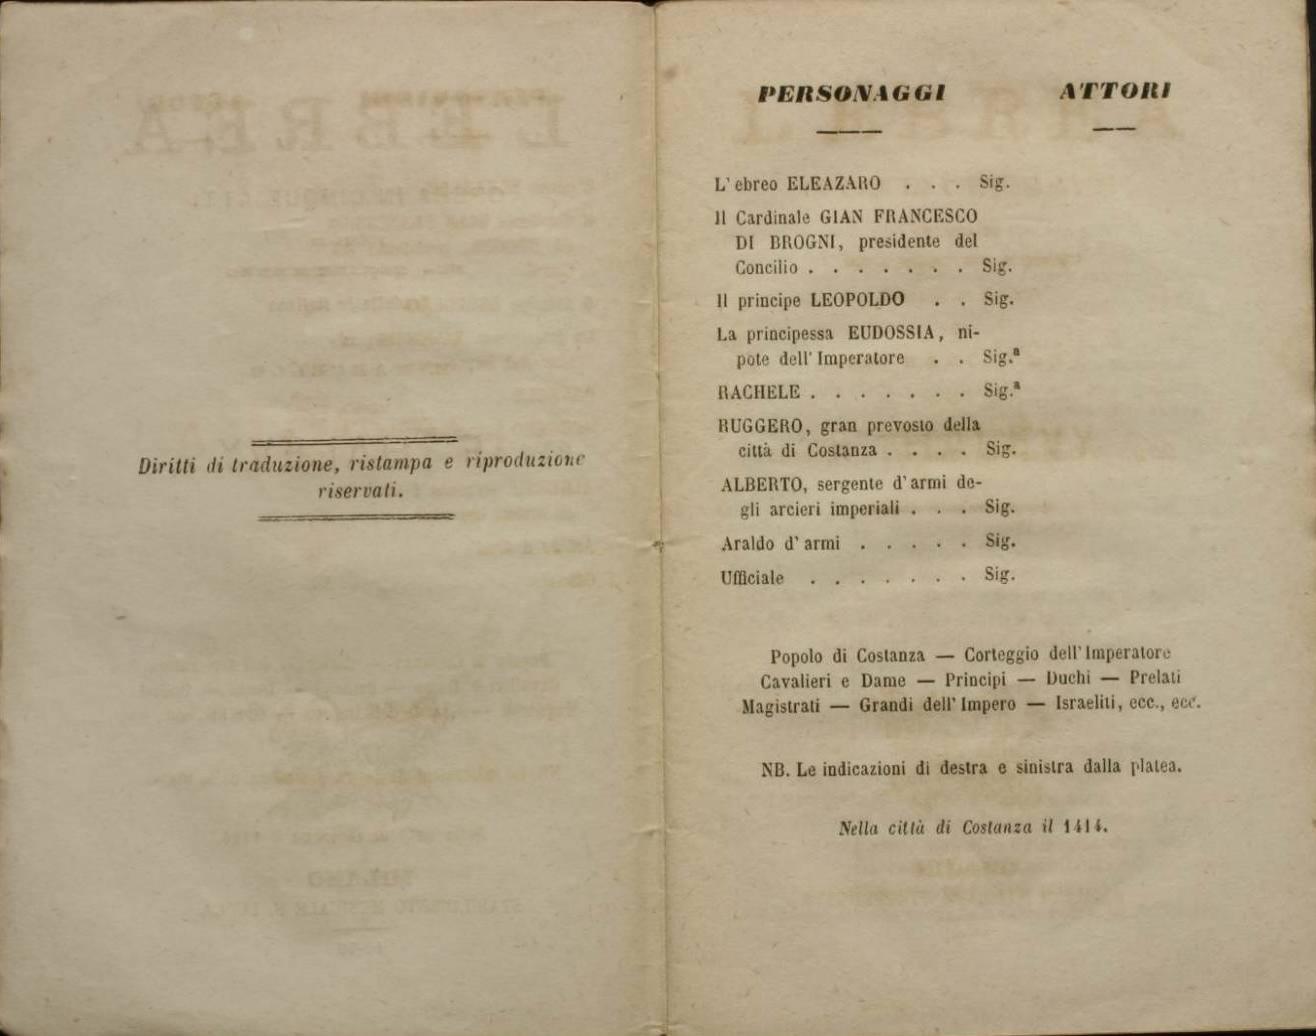 Diritti di traduzione, ristampa e riproduzione
riservati.
PERSONAGGI ATTORI
L'ebreo ELEAZARO . . . Sig.
Il Cardinale GIAN FRANCESCO
DI BROGNI, presidente del
Concilio . . . . . . . Sig.
Il principe LEOPOLDO . . Sig.
La principessa EUDOSSIA, ni-
pote dell'Imperatore . . Sig.ª
RACHELE . . . . . . . Sig.ª
RUGGERO, gran prevosto della
città di Costanza . . . . Sig.
ALBERTO, sergente d'armi de-
gli arcieri imperiali . . . Sig.
Araldo d'armi . . . . . Sig.
Ufficiale . . . . . . . Sig.
Popolo di Costanza — Corteggio dell'Imperatore
Cavalieri e Dame — Principi — Duchi — Prelati
Magistrati — Grandi dell'Impero — Israeliti, ecc., ecc.
NB. Le indicazioni di destra e sinistra dalla platea.
Nella città di Costanza il 1414.